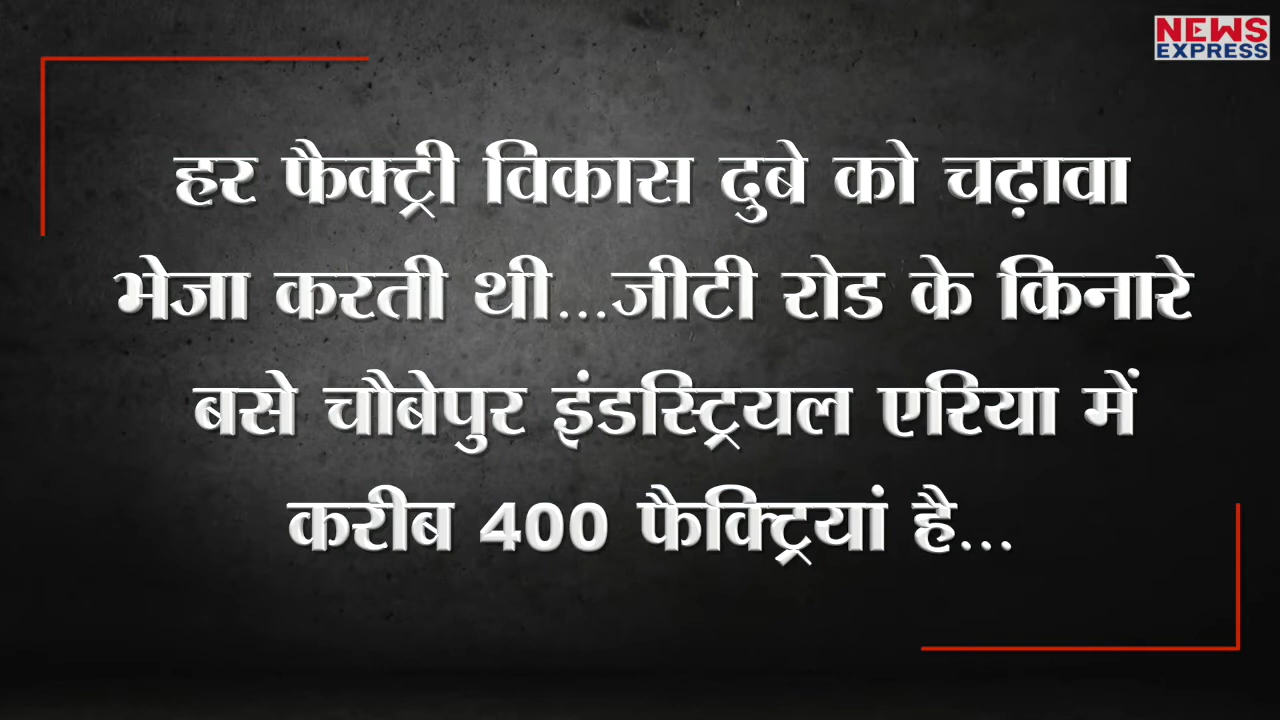 NEWS
EXPRESS
हर फैक्ट्री विकास दुबे को चढ़ावा
भेजा करती थी...जीटी रोड के किनारे
बसे चौबेपुर इंडस्ट्रियल एरिया में
करीब 400 फैक्ट्रियां है...